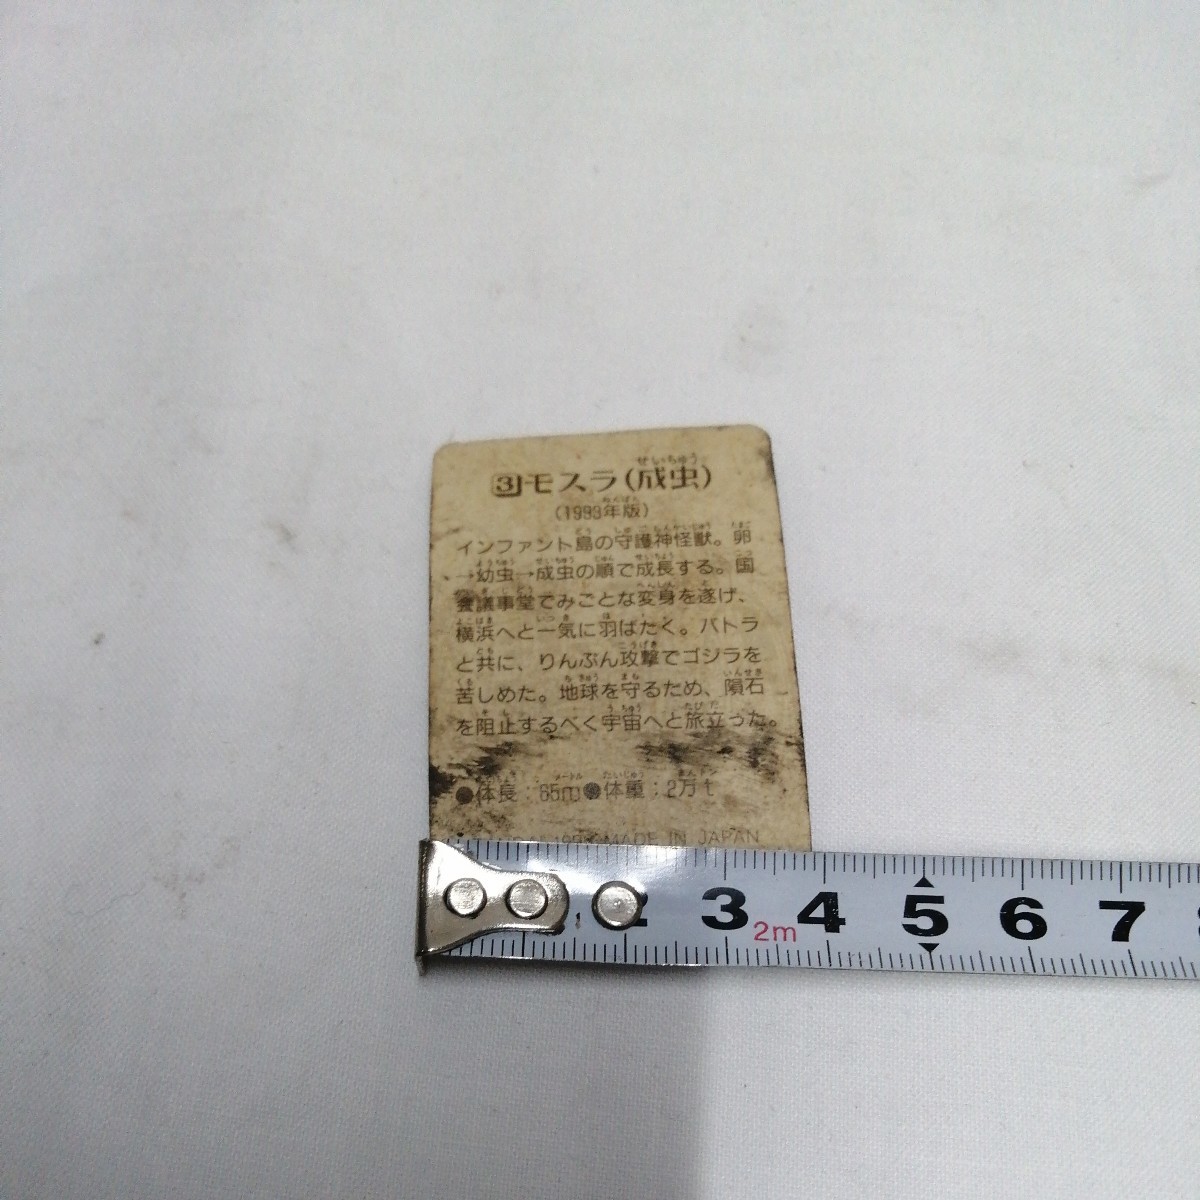 3 モスラ(成虫)
せいちゅう
(1993年版)
インファント島の守護神怪獣。卵
→幼虫→成虫の順で成長する。国
会議事堂でみごとな変身を遂げ、
横浜へと一気に羽ばたく。バトラ
と共に、りんぷん攻撃でゴジラを
苦しめた。地球を守るため、隕石
を阻止するべく宇宙へと旅立った。
●体長:65m●体重:2万t
MADE IN JAPAN
3 4 5 6 7
2m